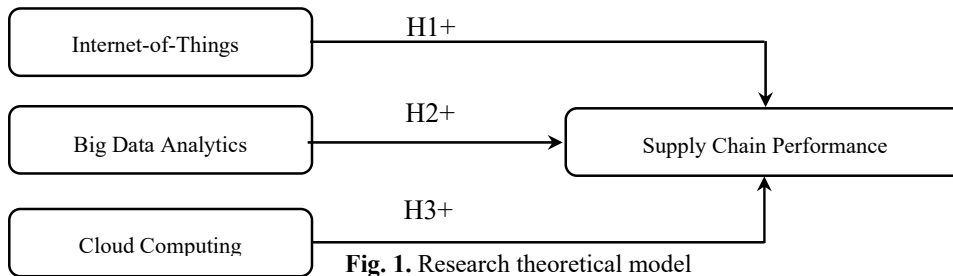 Internet-of-Things
H1+
Big Data Analytics
H2+
Supply Chain Performance
Cloud Computing
H3+
Fig. 1. Research theoretical model